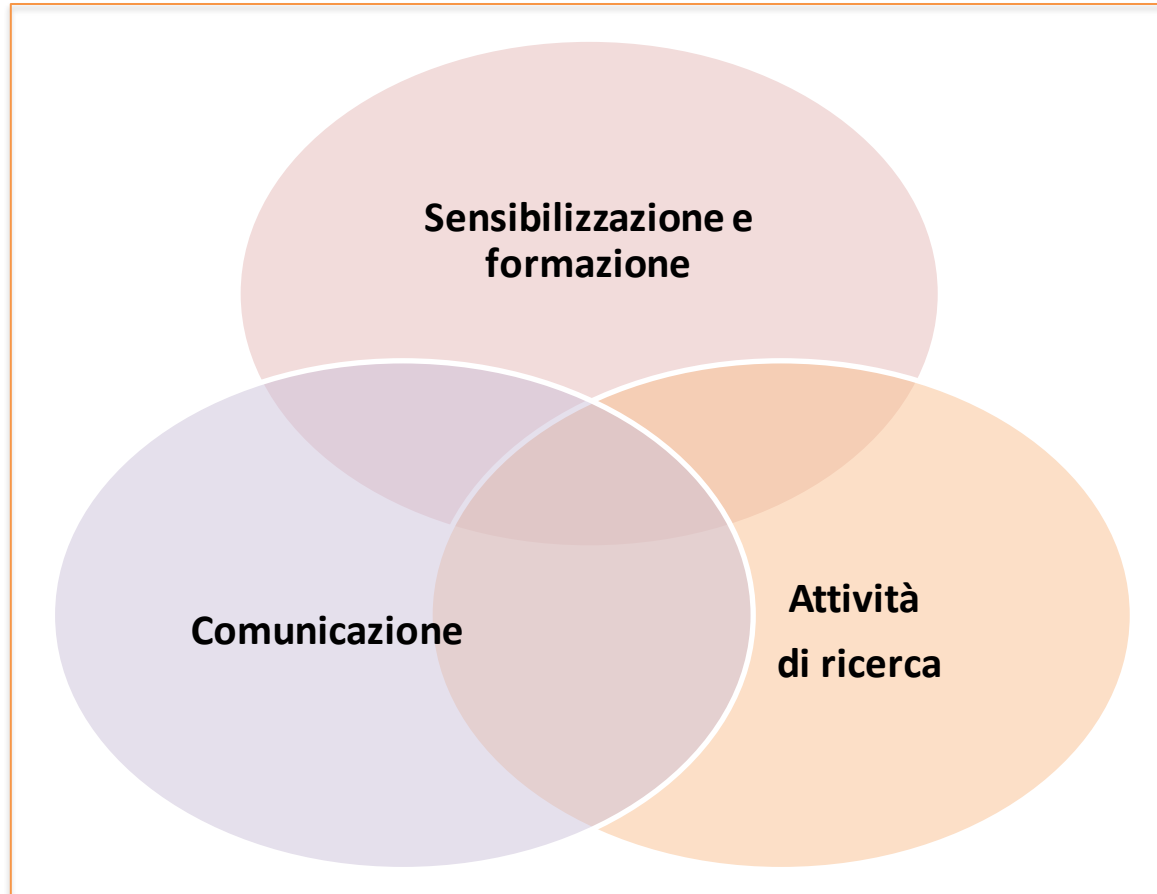 Sensibilizzazione e
formazione
Comunicazione
Attività
di ricerca